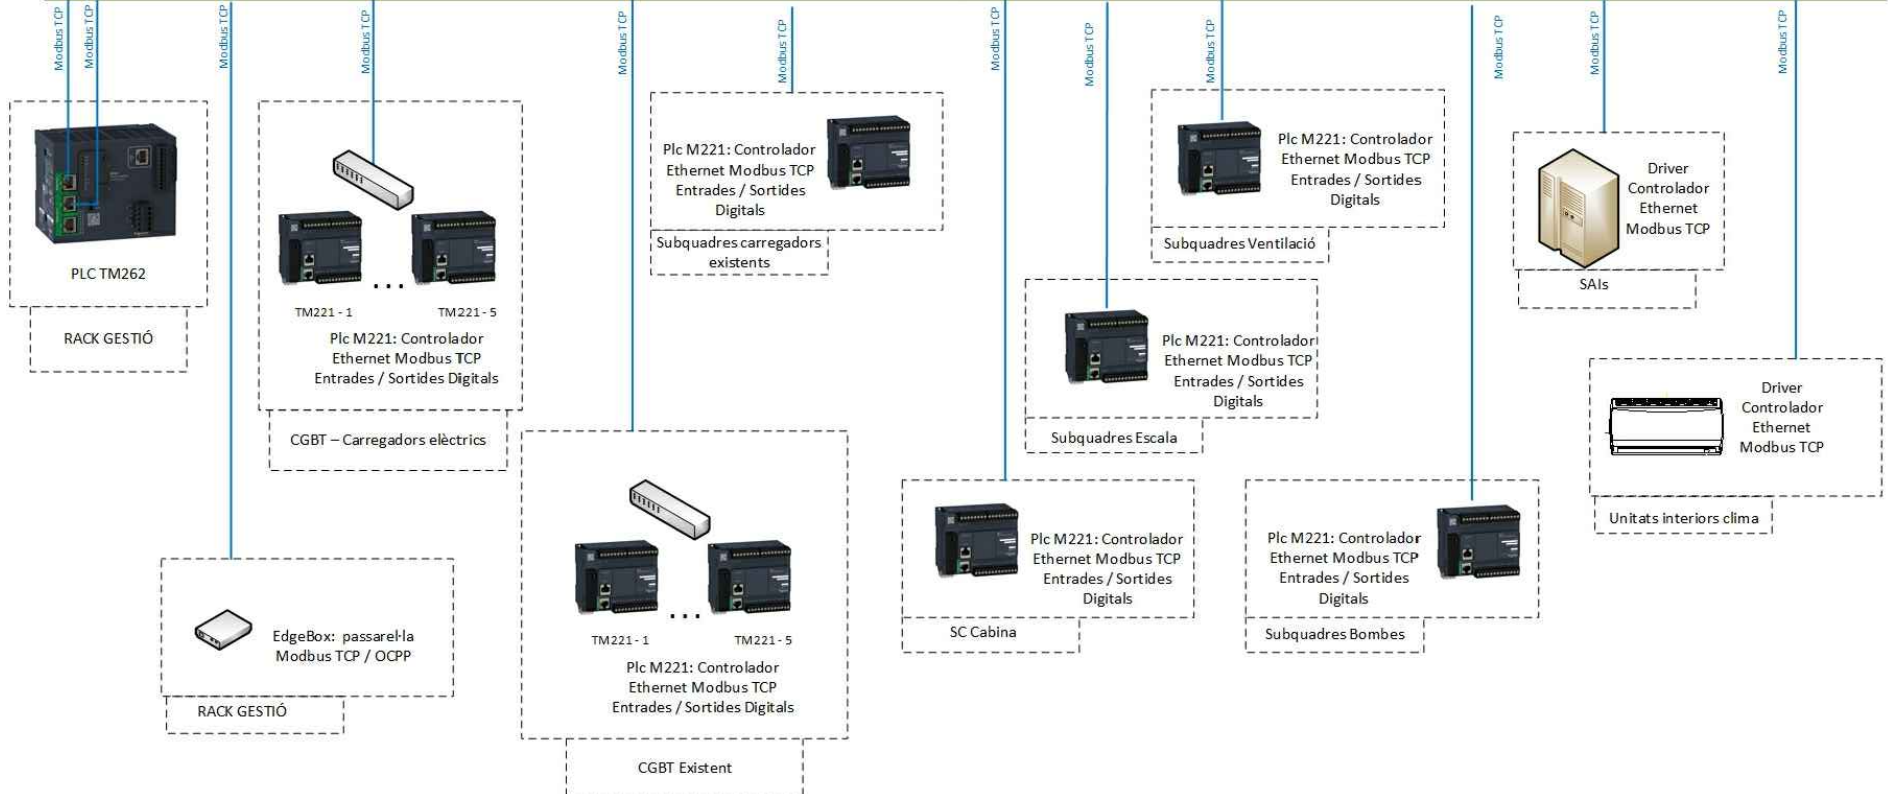 Modbus TCP
Modbus TCP
Modbus TCP
Modbus TCP
Modbus TCP
Modbus TCP
Modbus TCP
Modbus TCP
Modbus TCP
Modbus TCP
Modbus TCP
Modbus TCP
PLC TM262
RACK GESTIÓ
TM221 - 1
TM221 - 5
...
Plc M221: Controlador
Ethernet Modbus TCP
Entrades / Sortides Digitals
CGBT – Carregadors elèctrics
EdgeBox: passarel·la
Modbus TCP / OCPP
RACK GESTIÓ
...
TM221 - 1
TM221 - 5
Plc M221: Controlador
Ethernet Modbus TCP
Entrades / Sortides Digitals
CGBT Existent
Plc M221: Controlador
Ethernet Modbus TCP
Entrades / Sortides
Digitals
Subquadres carregadors
existents
Plc M221: Controlador
Ethernet Modbus TCP
Entrades / Sortides
Digitals
SC Cabina
Plc M221: Controlador
Ethernet Modbus TCP
Entrades / Sortides
Digitals
Subquadres Escala
Plc M221: Controlador
Ethernet Modbus TCP
Entrades / Sortides
Digitals
Subquadres Ventilació
Plc M221: Controlador
Ethernet Modbus TCP
Entrades / Sortides
Digitals
Subquadres Bombes
Driver
Controlador
Ethernet
Modbus TCP
SAIs
Driver
Controlador
Ethernet
Modbus TCP
Unitats interiors clima